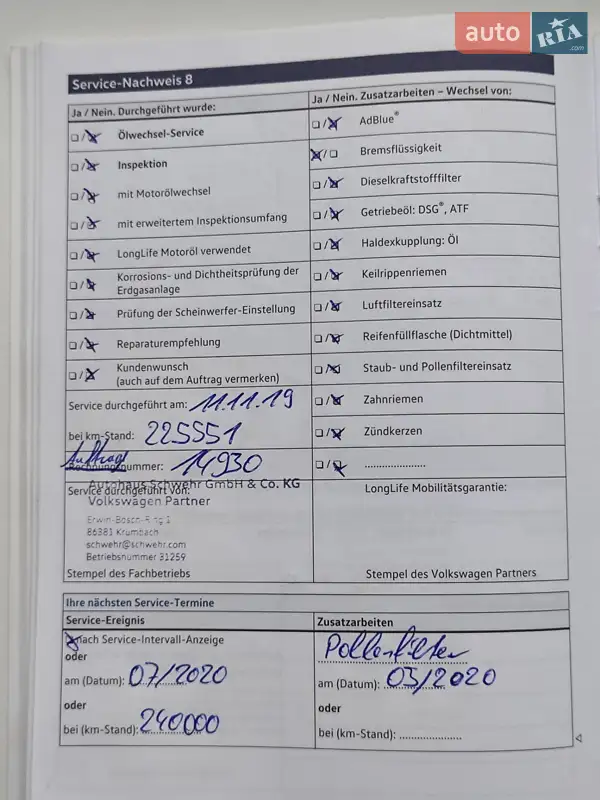 auto RIA .com
Service-Nachweis 8
Ja / Nein. Durchgeführt wurde:
Ölwechsel-Service
Inspektion
mit Motorölwechsel
mit erweitertem Inspektionsumfang
LongLife Motoröl verwendet
Korrosions- und Dichtheitsprüfung der
Erdgasanlage
Prüfung der Scheinwerfer-Einstellung
Reparaturempfehlung
Kundenwunsch
(auch auf dem Auftrag vermerken)
Service durchgeführt am: 11.11.19
bei km-Stand: 225551
Auftrag
Rechnungsnummer: 14930
Service durchgeführt von:
Autohaus Schwehr GmbH & Co. KG
Volkswagen Partner
Erwin-Bosch-Ring 1
86381 Krumbach
schwehr@schwehr.com
Betriebsnummer 31259
Stempel des Fachbetriebs
Ja / Nein. Zusatzarbeiten – Wechsel von:
AdBlue®
Bremsflüssigkeit
Dieselkraftstofffilter
Getriebeöl: DSG®, ATF
Haldexkupplung: Öl
Keilrippenriemen
Luftfiltereinsatz
Reifenfüllflasche (Dichtmittel)
Staub- und Pollenfiltereinsatz
Zahnriemen
Zündkerzen
.....................
LongLife Mobilitätsgarantie:
Stempel des Volkswagen Partners
Ihre nächsten Service-Termine
Service-Ereignis
nach Service-Intervall-Anzeige
oder
am (Datum): 07/2020
oder
bei (km-Stand): 240000
Zusatzarbeiten
Pollenfilter
am (Datum): 03/2020
oder
bei (km-Stand): .....................